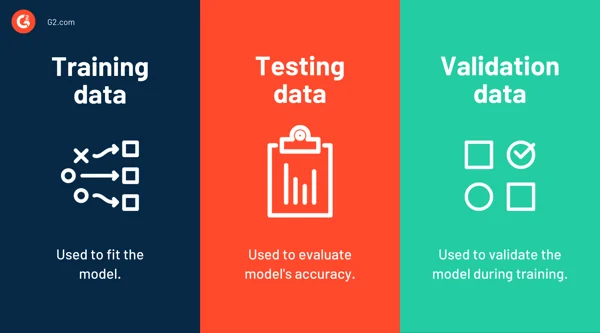 G2.com
Training
data
Used to fit the
model.
Testing
data
Used to evaluate
model's accuracy.
Validation
data
Used to validate the
model during training.